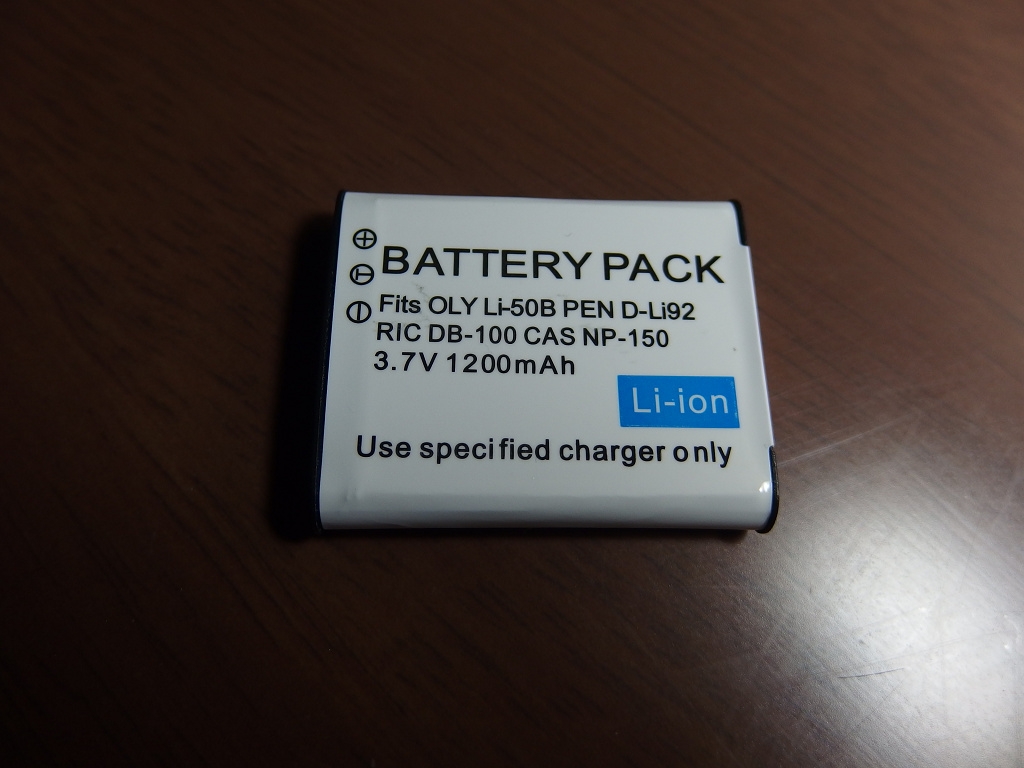 BATTERY PACK
Fits OLY Li-50B PEN D-Li92
RIC DB-100 CAS NP-150
3.7V 1200mAh
Li-ion
Use specified charger only